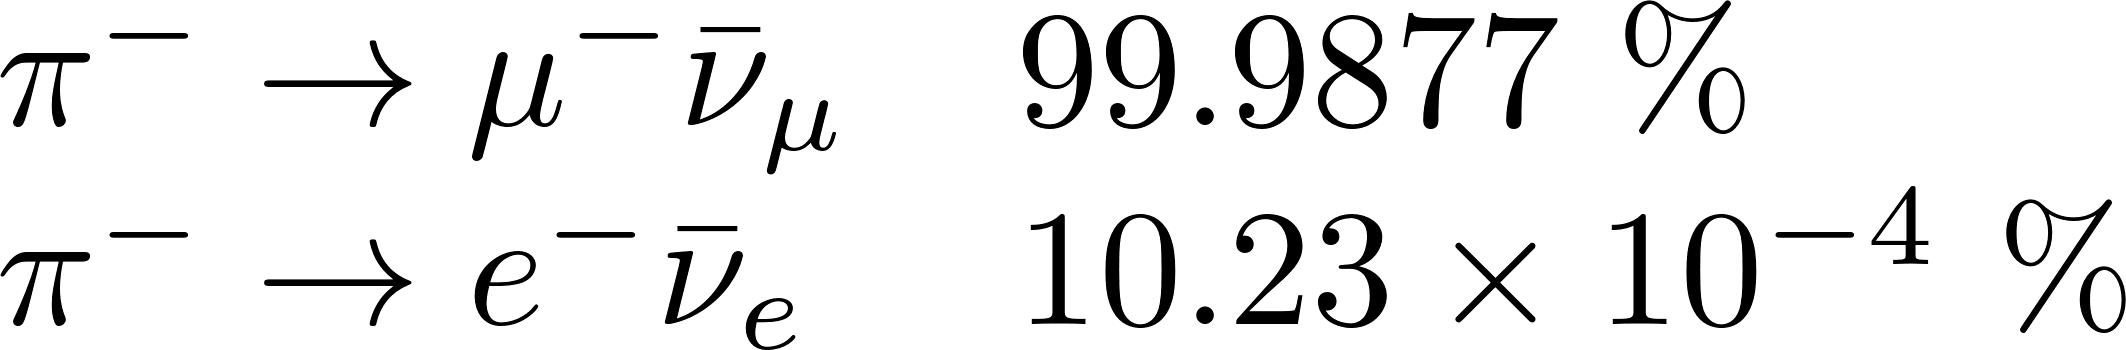 π⁻ → μ⁻ ν̄_μ 99.9877 %
π⁻ → e⁻ ν̄_e 10.23 × 10⁻⁴ %